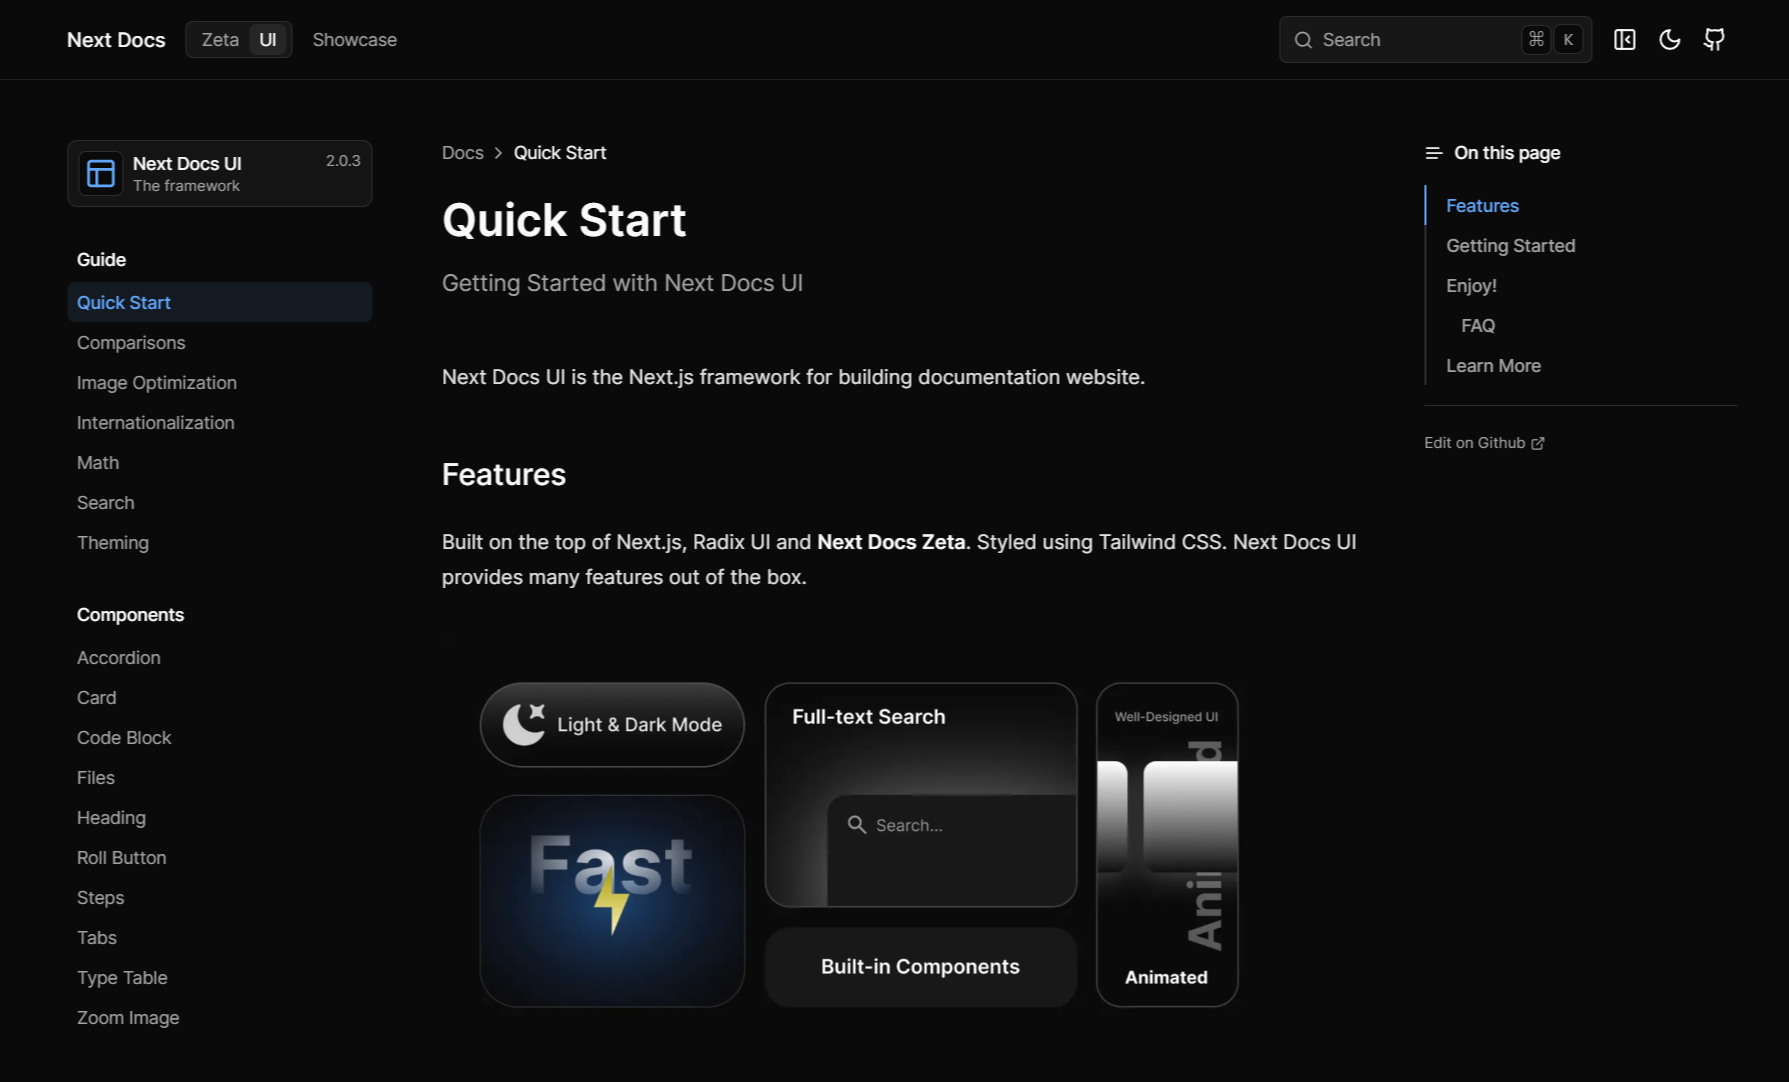 Next Docs
Zeta
UI
Showcase
Search
⌘ K
Next Docs UI
2.0.3
The framework
Guide
Quick Start
Comparisons
Image Optimization
Internationalization
Math
Search
Theming
Components
Accordion
Card
Code Block
Files
Heading
Roll Button
Steps
Tabs
Type Table
Zoom Image
Docs > Quick Start
Quick Start
Getting Started with Next Docs UI
Next Docs UI is the Next.js framework for building documentation website.
Features
Built on the top of Next.js, Radix UI and Next Docs Zeta. Styled using Tailwind CSS. Next Docs UI
provides many features out of the box.
Light & Dark Mode
Fast
Full-text Search
Search...
Built-in Components
Well-Designed UI
Animated
On this page
Features
Getting Started
Enjoy!
FAQ
Learn More
Edit on Github